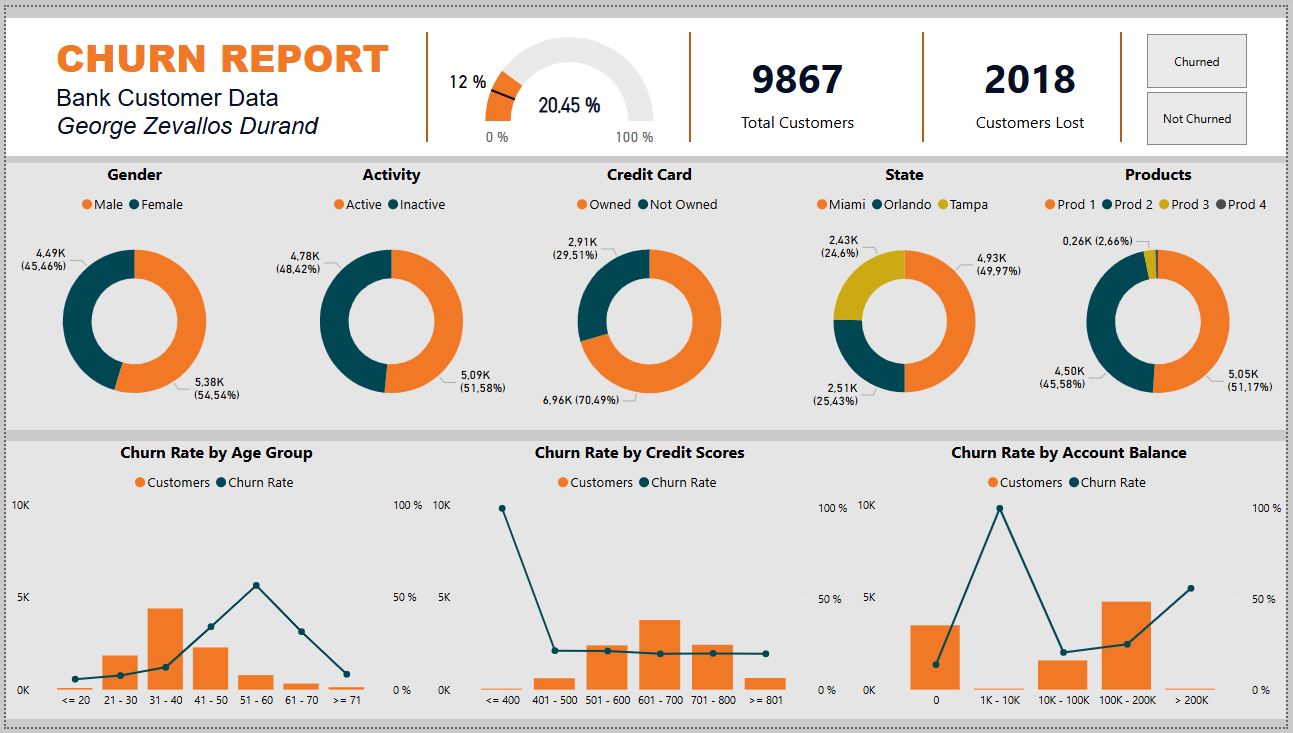 CHURN REPORT
Bank Customer Data
George Zevallos Durand
12 %
20,45 %
0 %
100 %
9867
Total Customers
2018
Customers Lost
Churned
Not Churned
Gender
Male Female
4,49K
(45,46%)
5,38K
(54,54%)
Activity
Active Inactive
4,78K
(48,42%)
5,09K
(51,58%)
Credit Card
Owned Not Owned
2,91K
(29,51%)
6,96K (70,49%)
State
Miami Orlando Tampa
2,43K
(24,6%)
4,93K
(49,97%)
2,51K
(25,43%)
Products
Prod 1 Prod 2 Prod 3 Prod 4
0,26K (2,66%)
4,50K
(45,58%)
5,05K
(51,17%)
Churn Rate by Age Group
Customers Churn Rate
10K
5K
0K
100 %
50 %
0 %
<= 20 21 - 30 31 - 40 41 - 50 51 - 60 61 - 70 >= 71
Churn Rate by Credit Scores
Customers Churn Rate
10K
5K
0K
100 %
50 %
0 %
<= 400 401 - 500 501 - 600 601 - 700 701 - 800 >= 801
Churn Rate by Account Balance
Customers Churn Rate
10K
5K
0K
100 %
50 %
0 %
0 1K - 10K 10K - 100K 100K - 200K > 200K